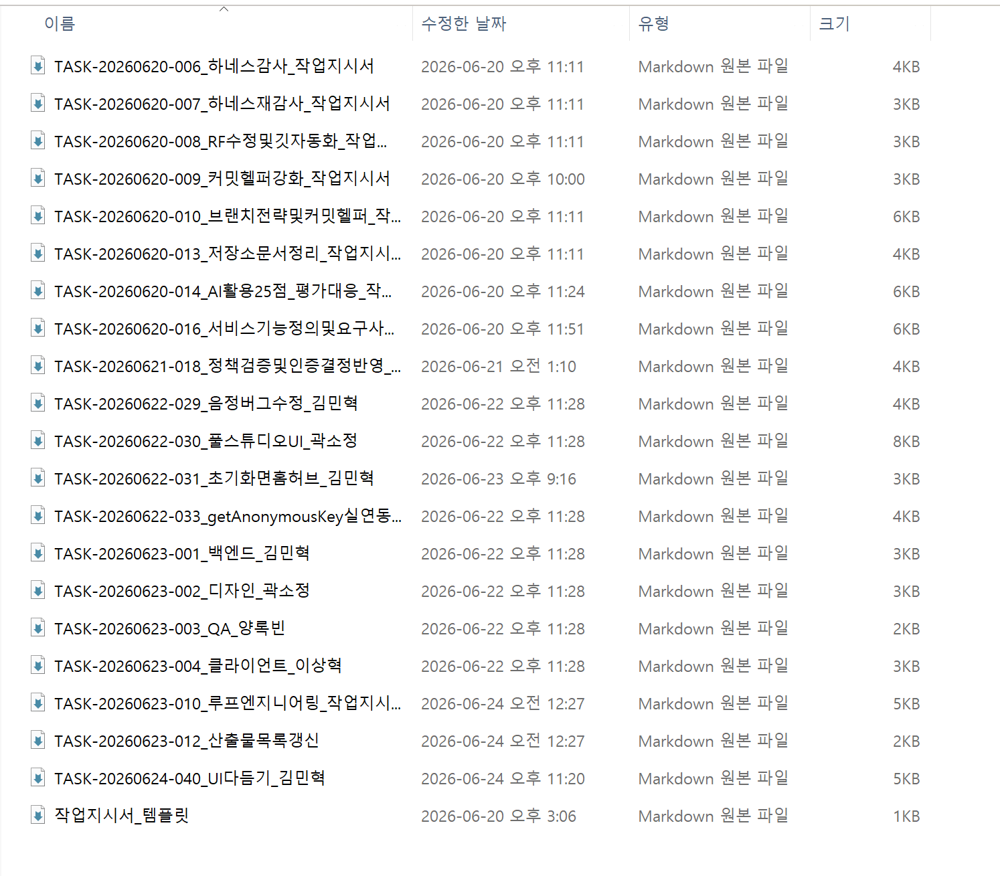 이름 수정한 날짜 유형 크기
TASK-20260620-006_하네스감사_작업지시서 2026-06-20 오후 11:11 Markdown 원본 파일 4KB
TASK-20260620-007_하네스재감사_작업지시서 2026-06-20 오후 11:11 Markdown 원본 파일 3KB
TASK-20260620-008_RF수정및깃자동화_작업... 2026-06-20 오후 11:11 Markdown 원본 파일 3KB
TASK-20260620-009_커밋헬퍼강화_작업지시서 2026-06-20 오후 10:00 Markdown 원본 파일 3KB
TASK-20260620-010_브랜치전략및커밋헬퍼_작... 2026-06-20 오후 11:11 Markdown 원본 파일 6KB
TASK-20260620-013_저장소문서정리_작업지시... 2026-06-20 오후 11:11 Markdown 원본 파일 4KB
TASK-20260620-014_AI활용25점_평가대응_작... 2026-06-20 오후 11:24 Markdown 원본 파일 6KB
TASK-20260620-016_서비스기능정의및요구사... 2026-06-20 오후 11:51 Markdown 원본 파일 6KB
TASK-20260621-018_정책검증및인증결정반영_... 2026-06-21 오전 1:10 Markdown 원본 파일 4KB
TASK-20260622-029_음정버그수정_김민혁 2026-06-22 오후 11:28 Markdown 원본 파일 4KB
TASK-20260622-030_풀스튜디오UI_곽소정 2026-06-22 오후 11:28 Markdown 원본 파일 8KB
TASK-20260622-031_초기화면홈허브_김민혁 2026-06-23 오후 9:16 Markdown 원본 파일 3KB
TASK-20260622-033_getAnonymousKey실연동... 2026-06-22 오후 11:28 Markdown 원본 파일 4KB
TASK-20260623-001_백엔드_김민혁 2026-06-22 오후 11:28 Markdown 원본 파일 3KB
TASK-20260623-002_디자인_곽소정 2026-06-22 오후 11:28 Markdown 원본 파일 3KB
TASK-20260623-003_QA_양록빈 2026-06-22 오후 11:28 Markdown 원본 파일 2KB
TASK-20260623-004_클라이언트_이상혁 2026-06-22 오후 11:28 Markdown 원본 파일 3KB
TASK-20260623-010_루프엔지니어링_작업지시... 2026-06-24 오전 12:27 Markdown 원본 파일 5KB
TASK-20260623-012_산출물목록갱신 2026-06-24 오전 12:27 Markdown 원본 파일 2KB
TASK-20260624-040_UI다듬기_김민혁 2026-06-24 오후 11:20 Markdown 원본 파일 5KB
작업지시서_템플릿 2026-06-20 오후 3:06 Markdown 원본 파일 1KB